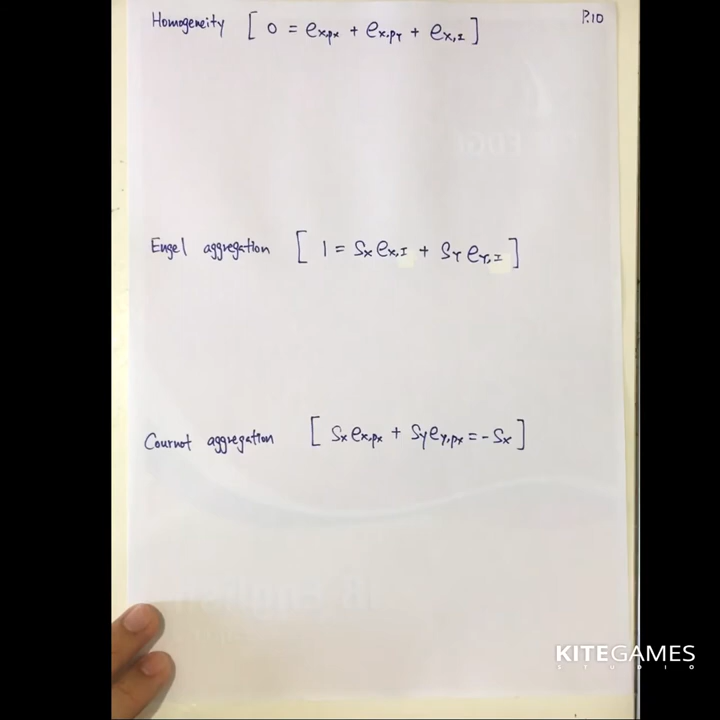 P.10
Homogeneity [ 0 = ex,px + ex,py + ex,I ]
Engel aggregation [ 1 = Sx ex,I + SY eY,I ]
Cournot aggregation [ Sx ex,px + Sy ey,px = - Sx ]
KITEGAMES
STUDIO